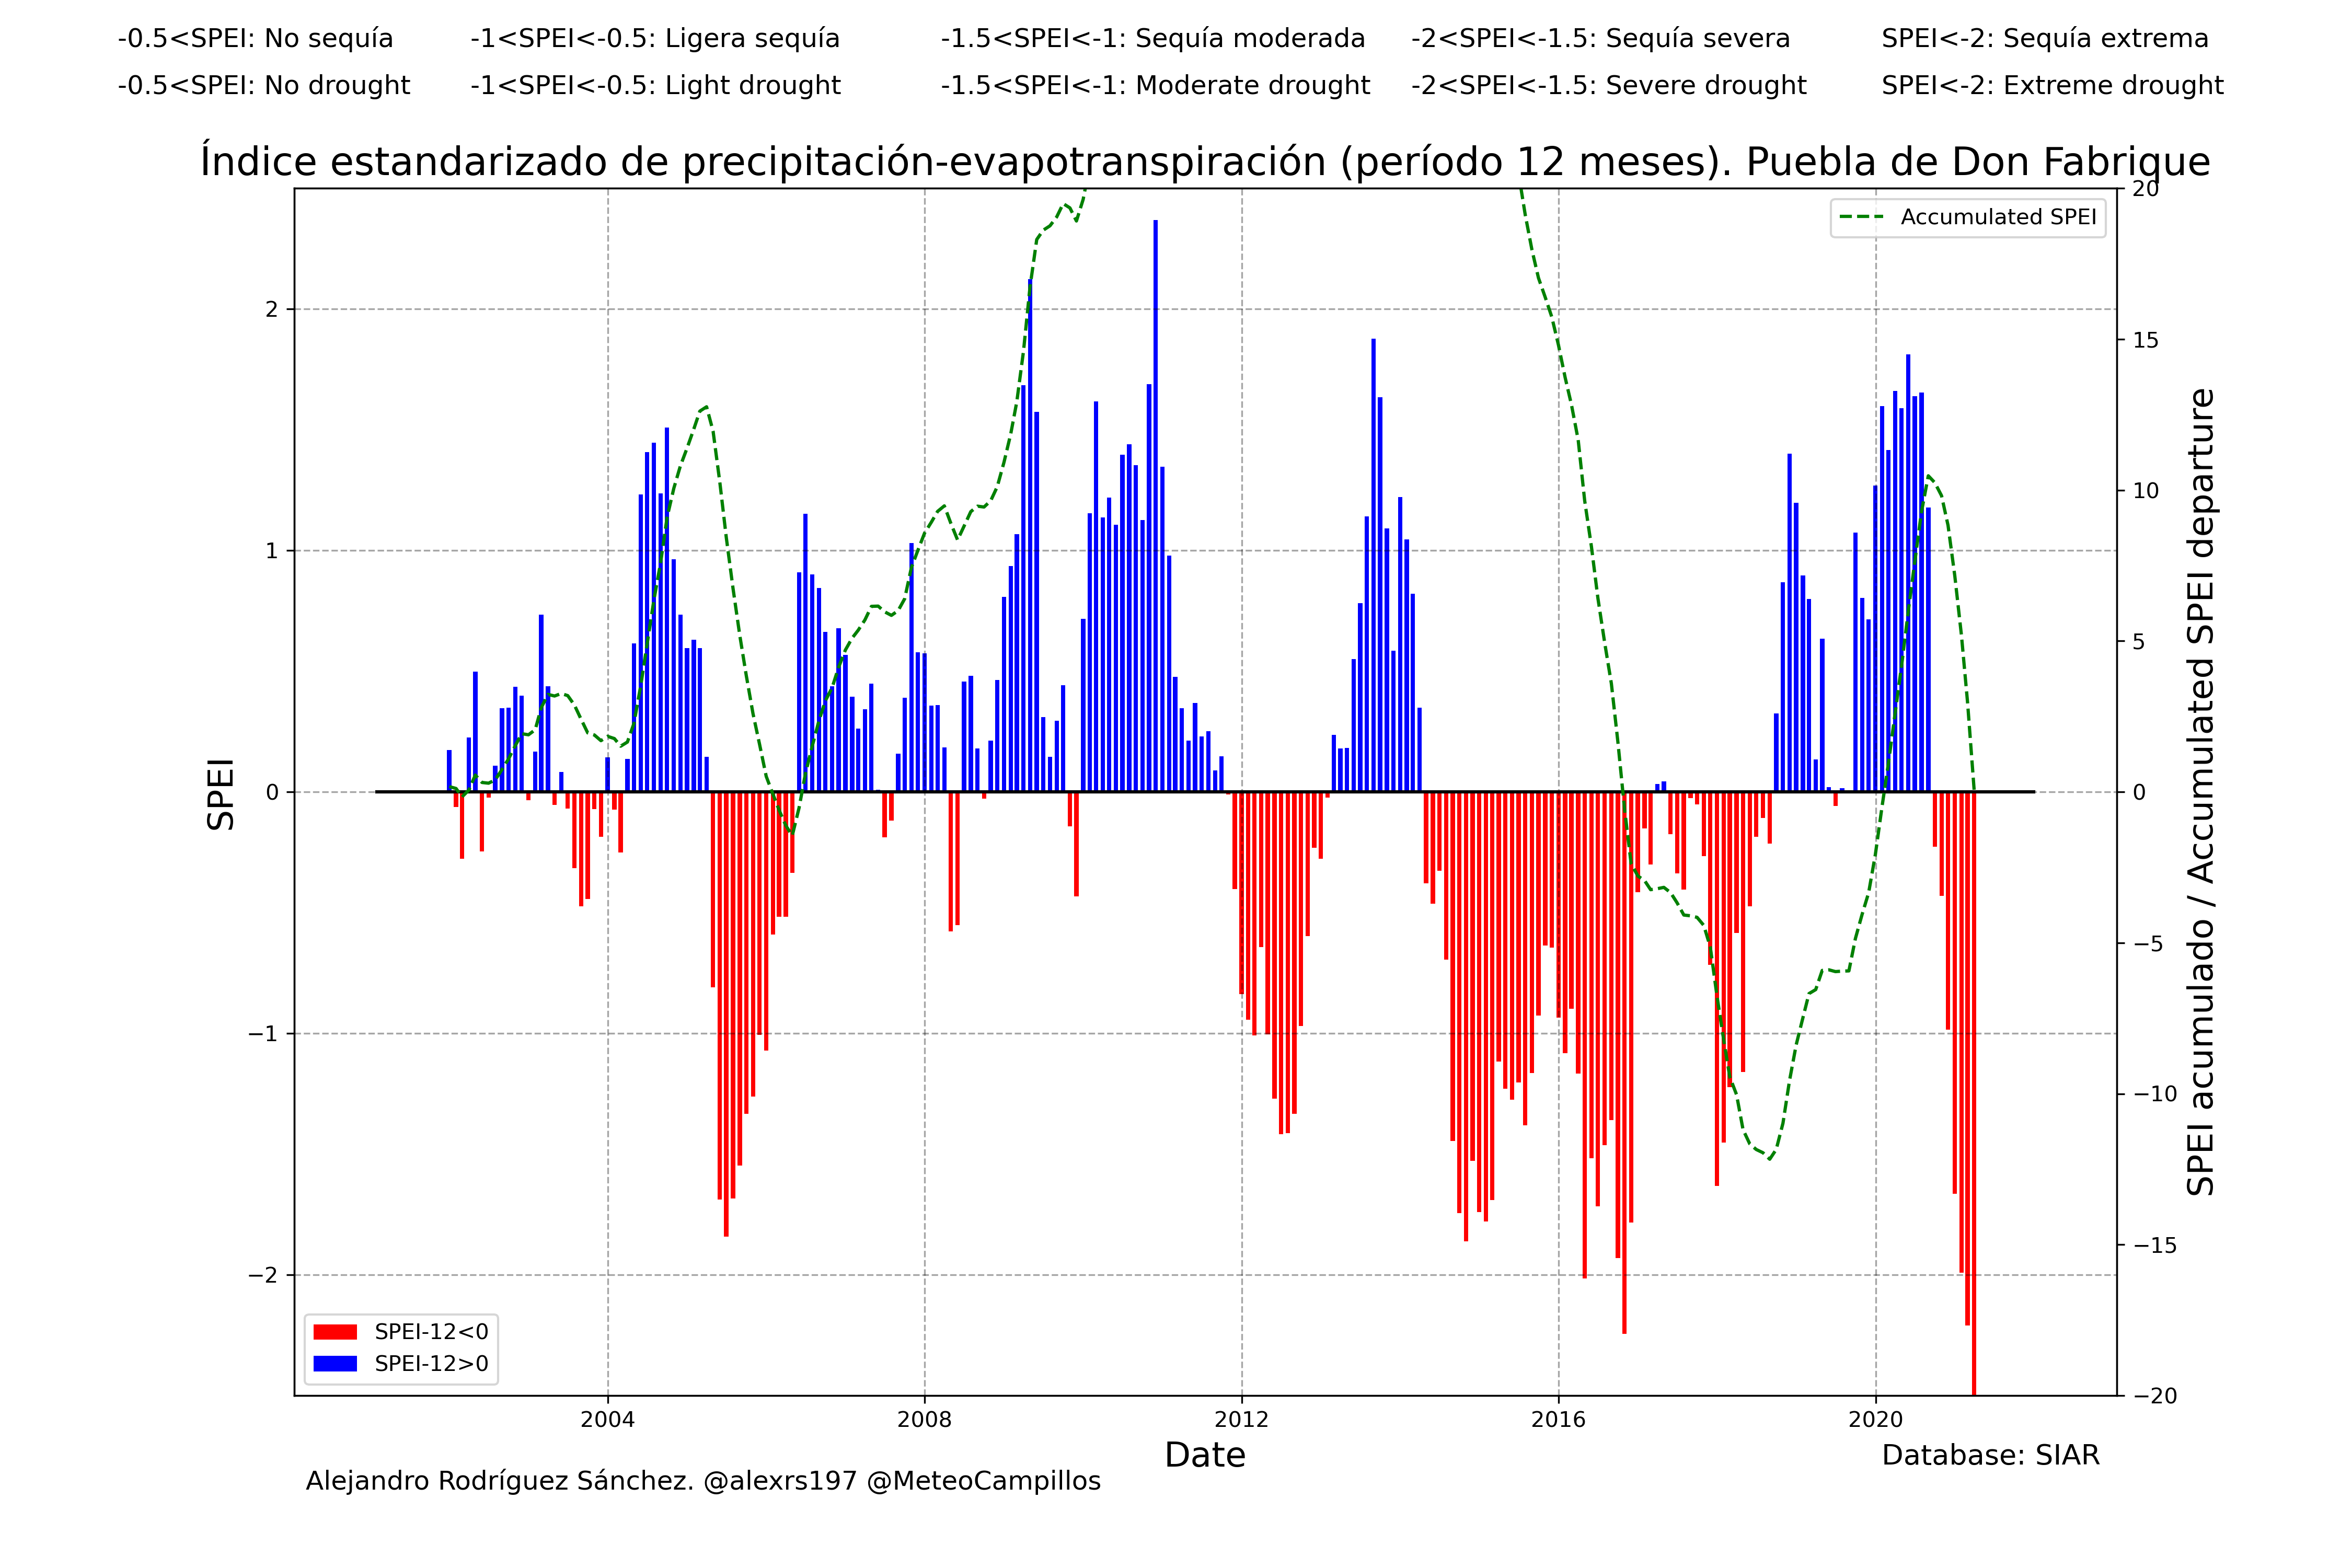 -0.5<SPEI: No sequía -1<SPEI<-0.5: Ligera sequía -1.5<SPEI<-1: Sequía moderada -2<SPEI<-1.5: Sequía severa SPEI<-2: Sequía extrema
-0.5<SPEI: No drought -1<SPEI<-0.5: Light drought -1.5<SPEI<-1: Moderate drought -2<SPEI<-1.5: Severe drought SPEI<-2: Extreme drought
Índice estandarizado de precipitación-evapotranspiración (período 12 meses). Puebla de Don Fabrique
Accumulated SPEI
SPEI
2
1
0
−1
−2
20
15
10
5
0
−5
−10
−15
−20
SPEI acumulado / Accumulated SPEI departure
SPEI-12<0
SPEI-12>0
2004 2008 2012 2016 2020
Date
Database: SIAR
Alejandro Rodríguez Sánchez. @alexrs197 @MeteoCampillos